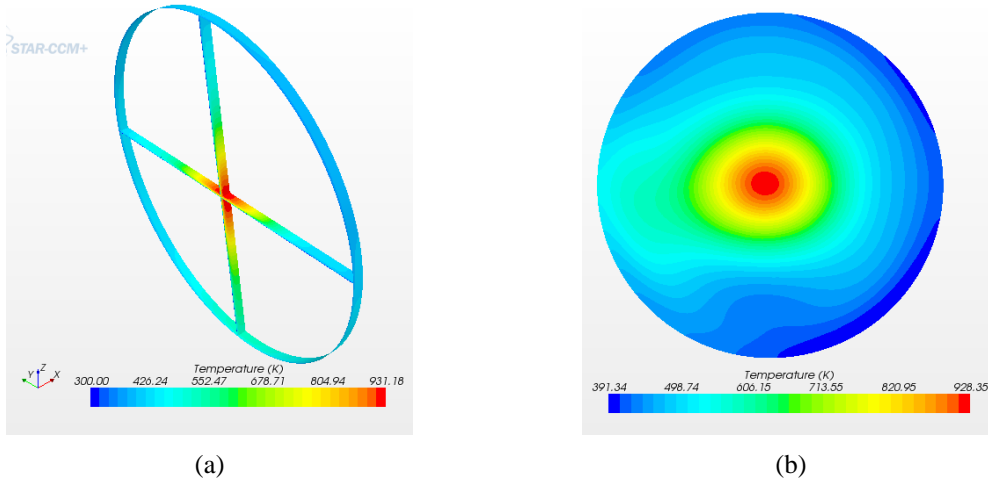 STAR-CCM+
Z
Y X
Temperature (K)
300.00 426.24 552.47 678.71 804.94 931.18
(a)
Temperature (K)
391.34 498.74 606.15 713.55 820.95 928.35
(b)